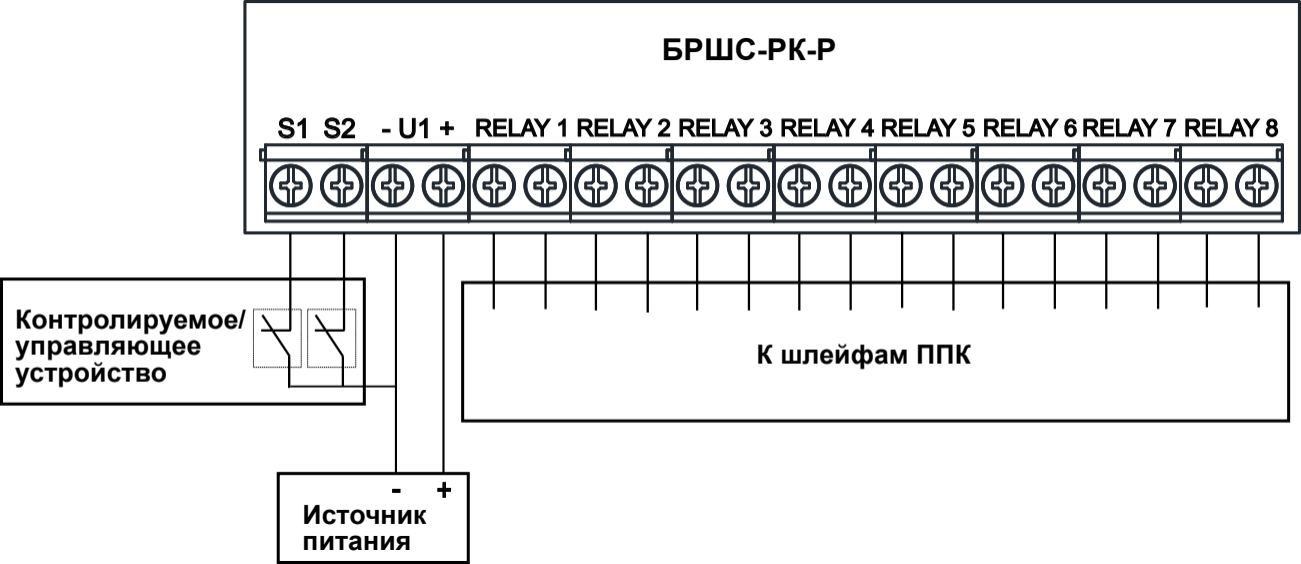 БРШС-РК-Р
S1 S2 - U1 + RELAY 1 RELAY 2 RELAY 3 RELAY 4 RELAY 5 RELAY 6 RELAY 7 RELAY 8
Контролируемое/
управляющее
устройство
К шлейфам ППК
- +
Источник
питания